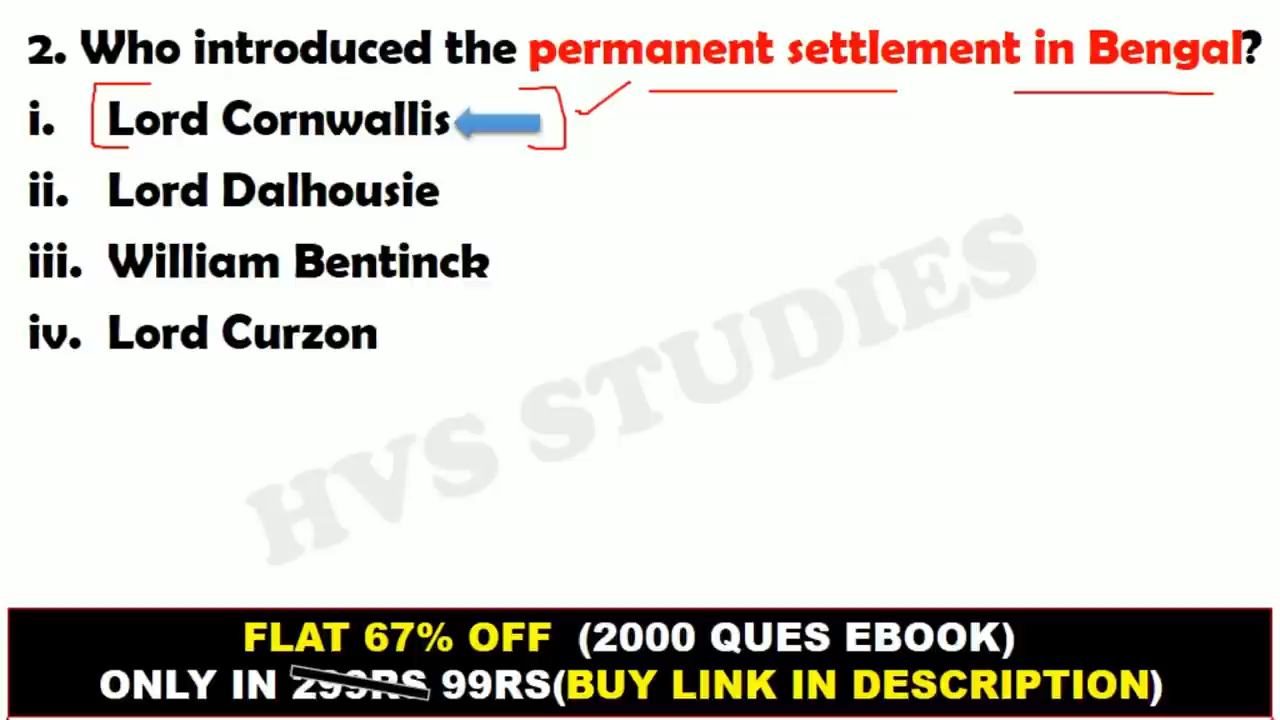 2. Who introduced the permanent settlement in Bengal?
i. Lord Cornwallis
ii. Lord Dalhousie
iii. William Bentinck
iv. Lord Curzon
HVS STUDIES
FLAT 67% OFF (2000 QUES EBOOK)
ONLY IN 299RS 99RS(BUY LINK IN DESCRIPTION)